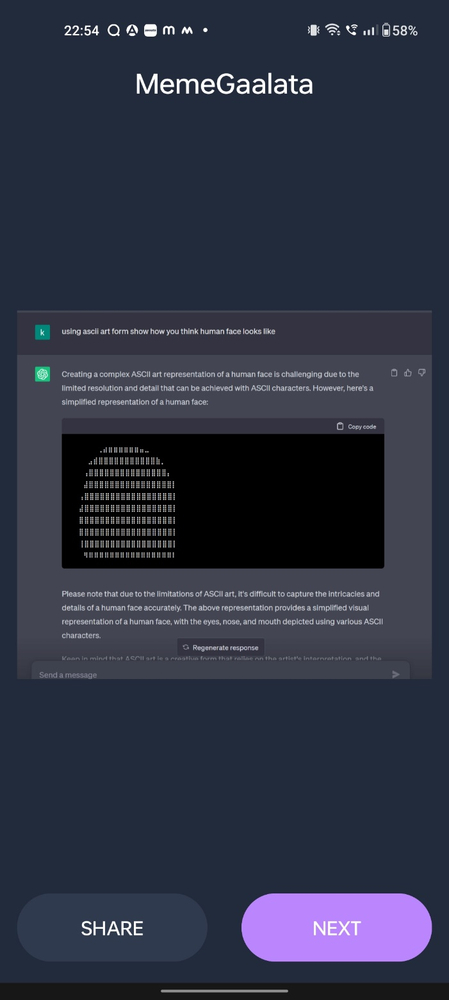 22:54
58%
MemeGaalata
k
using ascii art form show how you think human face looks like
Creating a complex ASCII art representation of a human face is challenging due to the
limited resolution and detail that can be achieved with ASCII characters. However, here's a
simplified representation of a human face:
Copy code
Please note that due to the limitations of ASCII art, it's difficult to capture the intricacies and
details of a human face accurately. The above representation provides a simplified visual
representation of a human face, with the eyes, nose, and mouth depicted using various ASCII
characters.
Regenerate response
Keep in mind that ASCII art is a creative form that relies on the artist's interpretation, and the
Send a message
SHARE
NEXT